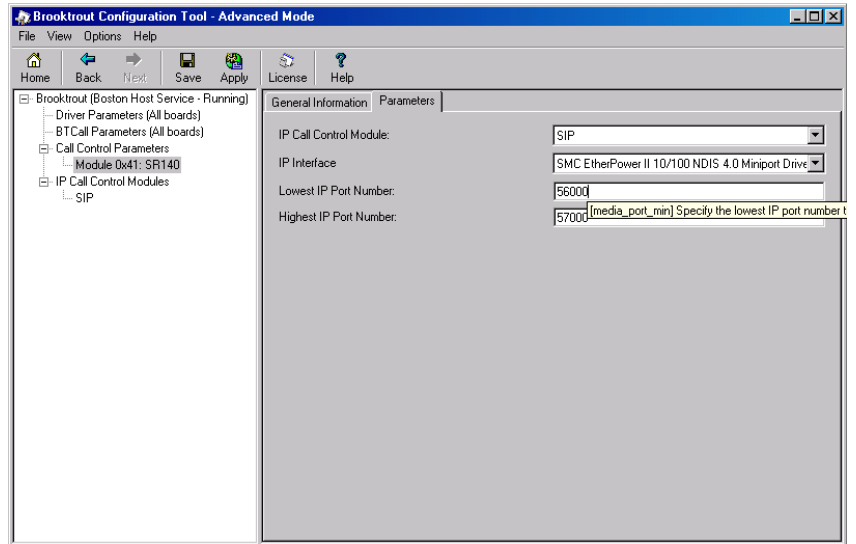 Brooktrout Configuration Tool - Advanced Mode
File View Options Help
Home Back Next Save Apply License Help
Brooktrout (Boston Host Service - Running)
Driver Parameters (All boards)
BTCall Parameters (All boards)
Call Control Parameters
Module 0x41: SR140
IP Call Control Modules
SIP
General Information Parameters
IP Call Control Module: SIP
IP Interface SMC EtherPower II 10/100 NDIS 4.0 Miniport Drive
Lowest IP Port Number: 56000
[media_port_min] Specify the lowest IP port number t
Highest IP Port Number: 57000